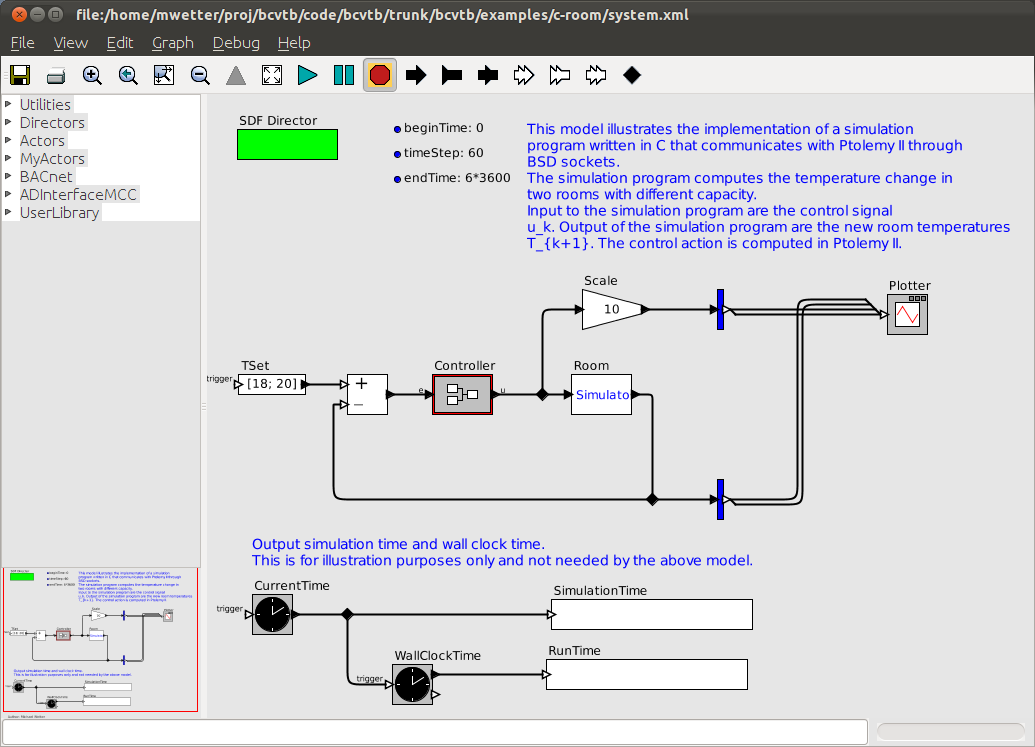 file:/home/mwetter/proj/bcvtb/code/bcvtb/trunk/bcvtb/examples/c-room/system.xml
File View Edit Graph Debug Help
Utilities
Directors
Actors
MyActors
BACnet
ADInterfaceMCC
UserLibrary
SDF Director
beginTime: 0
timeStep: 60
endTime: 6*3600
This model illustrates the implementation of a simulation
program written in C that communicates with Ptolemy II through
BSD sockets.
The simulation program computes the temperature change in
two rooms with different capacity.
Input to the simulation program are the control signal
u_k. Output of the simulation program are the new room temperatures
T_{k+1}. The control action is computed in Ptolemy II.
Scale
10
Plotter
TSet
trigger
[18; 20]
+
−
Controller
e
u
Room
Simulato
Output simulation time and wall clock time.
This is for illustration purposes only and not needed by the above model.
CurrentTime
trigger
SimulationTime
WallClockTime
trigger
RunTime